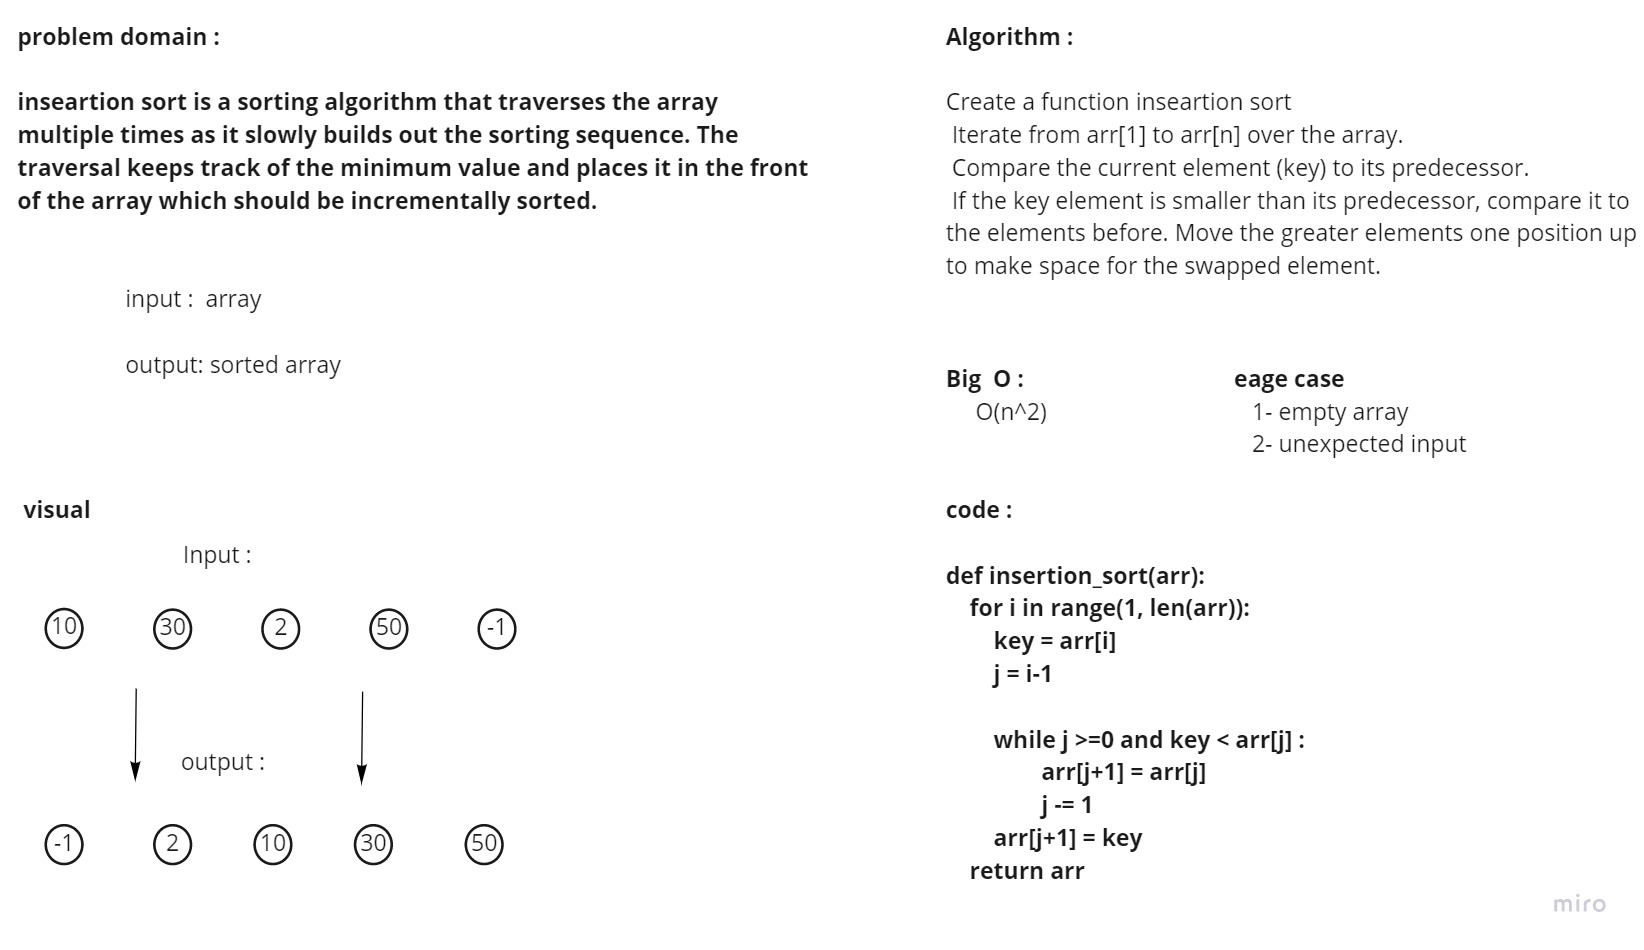 problem domain :
inseartion sort is a sorting algorithm that traverses the array
multiple times as it slowly builds out the sorting sequence. The
traversal keeps track of the minimum value and places it in the front
of the array which should be incrementally sorted.
input :  array
output: sorted array
visual
Input :
10 30 2 50 -1
output :
-1 2 10 30 50
Algorithm :
Create a function inseartion sort
Iterate from arr[1] to arr[n] over the array.
Compare the current element (key) to its predecessor.
If the key element is smaller than its predecessor, compare it to
the elements before. Move the greater elements one position up
to make space for the swapped element.
Big  O :
O(n^2)
eage case
1- empty array
2- unexpected input
code :
def insertion_sort(arr):
for i in range(1, len(arr)):
key = arr[i]
j = i-1
while j >=0 and key < arr[j] :
arr[j+1] = arr[j]
j -= 1
arr[j+1] = key
return arr
miro